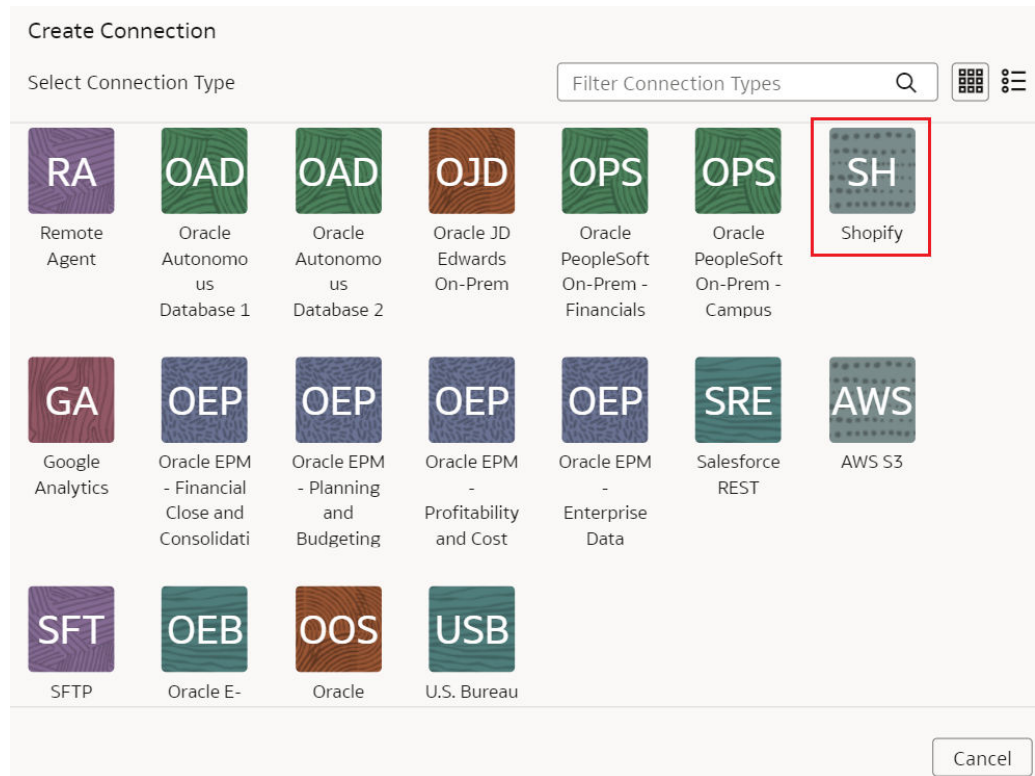 Create Connection
Select Connection Type
Filter Connection Types
RA
OAD
OAD
OJD
OPS
OPS
SH
Remote
Agent
Oracle
Autonomo
us
Database 1
Oracle
Autonomo
us
Database 2
Oracle JD
Edwards
On-Prem
Oracle
PeopleSoft
On-Prem -
Financials
Oracle
PeopleSoft
On-Prem -
Campus
Shopify
GA
OEP
OEP
OEP
OEP
SRE
AWS
Google
Analytics
Oracle EPM
- Financial
Close and
Consolidati
Oracle EPM
- Planning
and
Budgeting
Oracle EPM
-
Profitability
and Cost
Oracle EPM
-
Enterprise
Data
Salesforce
REST
AWS S3
SFT
OEB
OOS
USB
SFTP
Oracle E-
Oracle
U.S. Bureau
Cancel